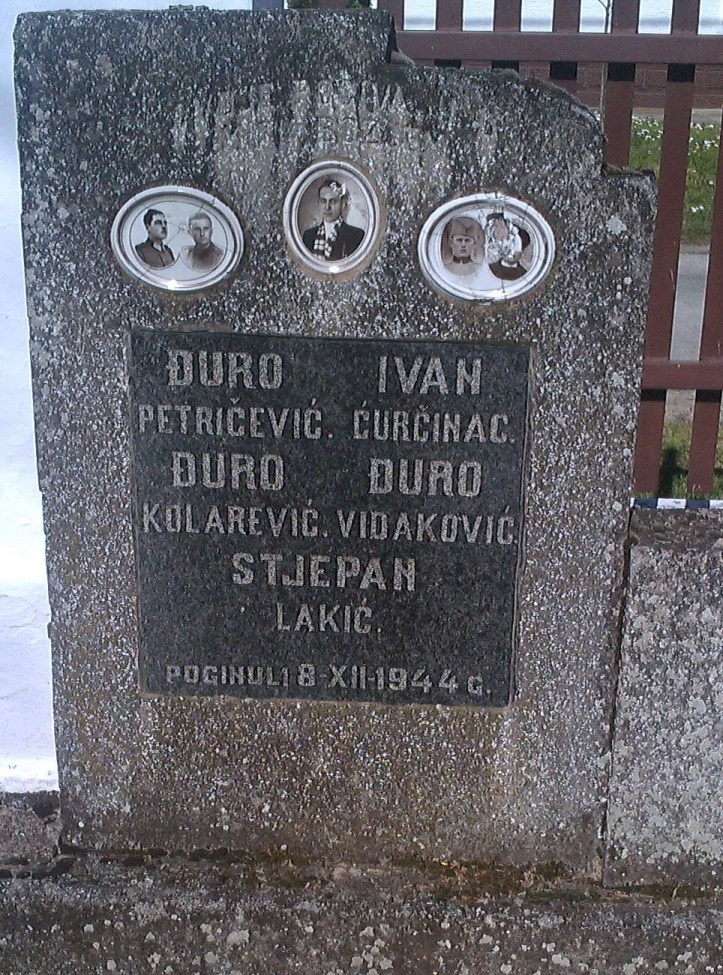 ĐURO IVAN
PETRIČEVIĆ. ĆURČINAC.
ĐURO ĐURO
KOLAREVIĆ. VIDAKOVIĆ.
STJEPAN
LAKIĆ.
POGINULI 8-XII-1944 G.